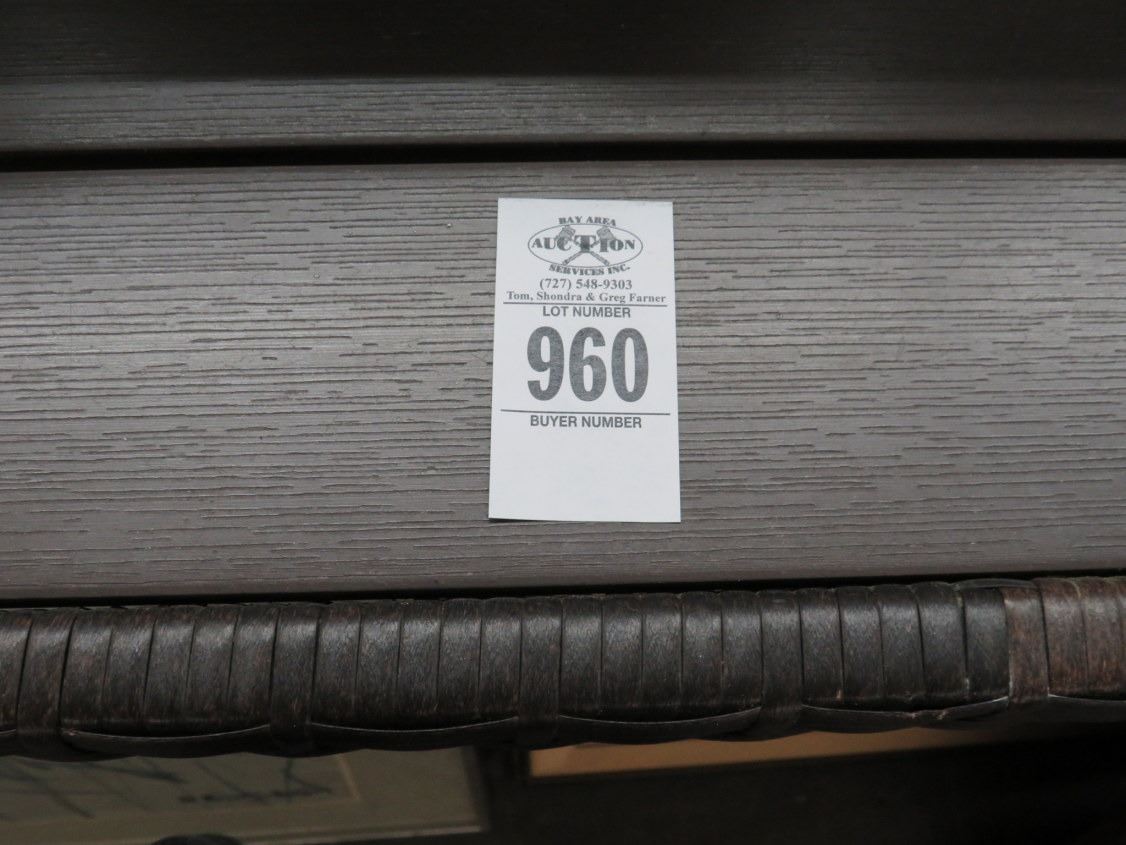 BAY AREA
AUCTION
SERVICES INC.
(727) 548-9303
Tom, Shondra & Greg Farner
LOT NUMBER
960
BUYER NUMBER